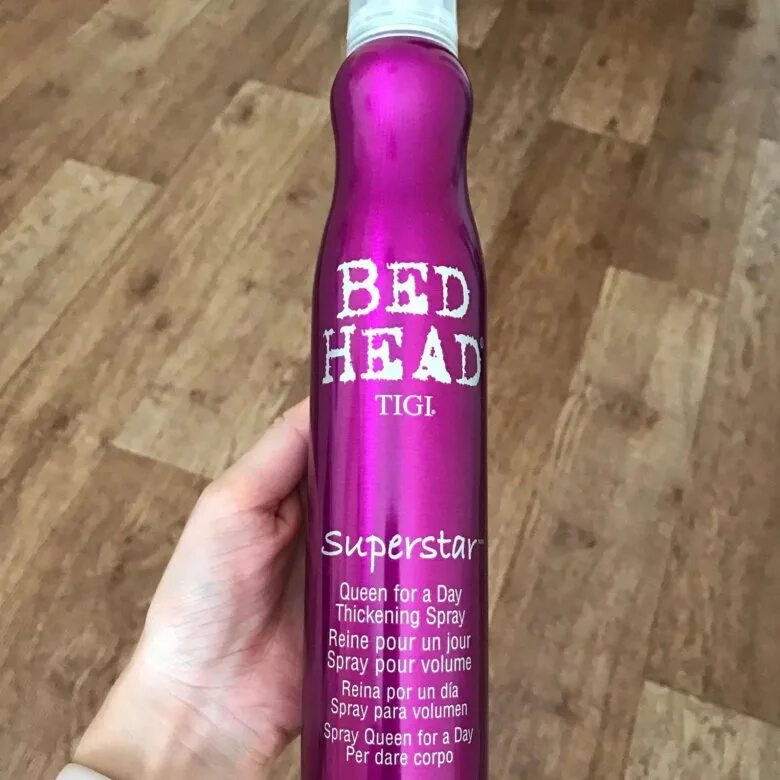 BED
HEAD®
TIGI®
Superstar™
Queen for a Day
Thickening Spray
Reine pour un jour
Spray pour volume
Reina por un día
Spray para volumen
Spray Queen for a Day
Per dare corpo